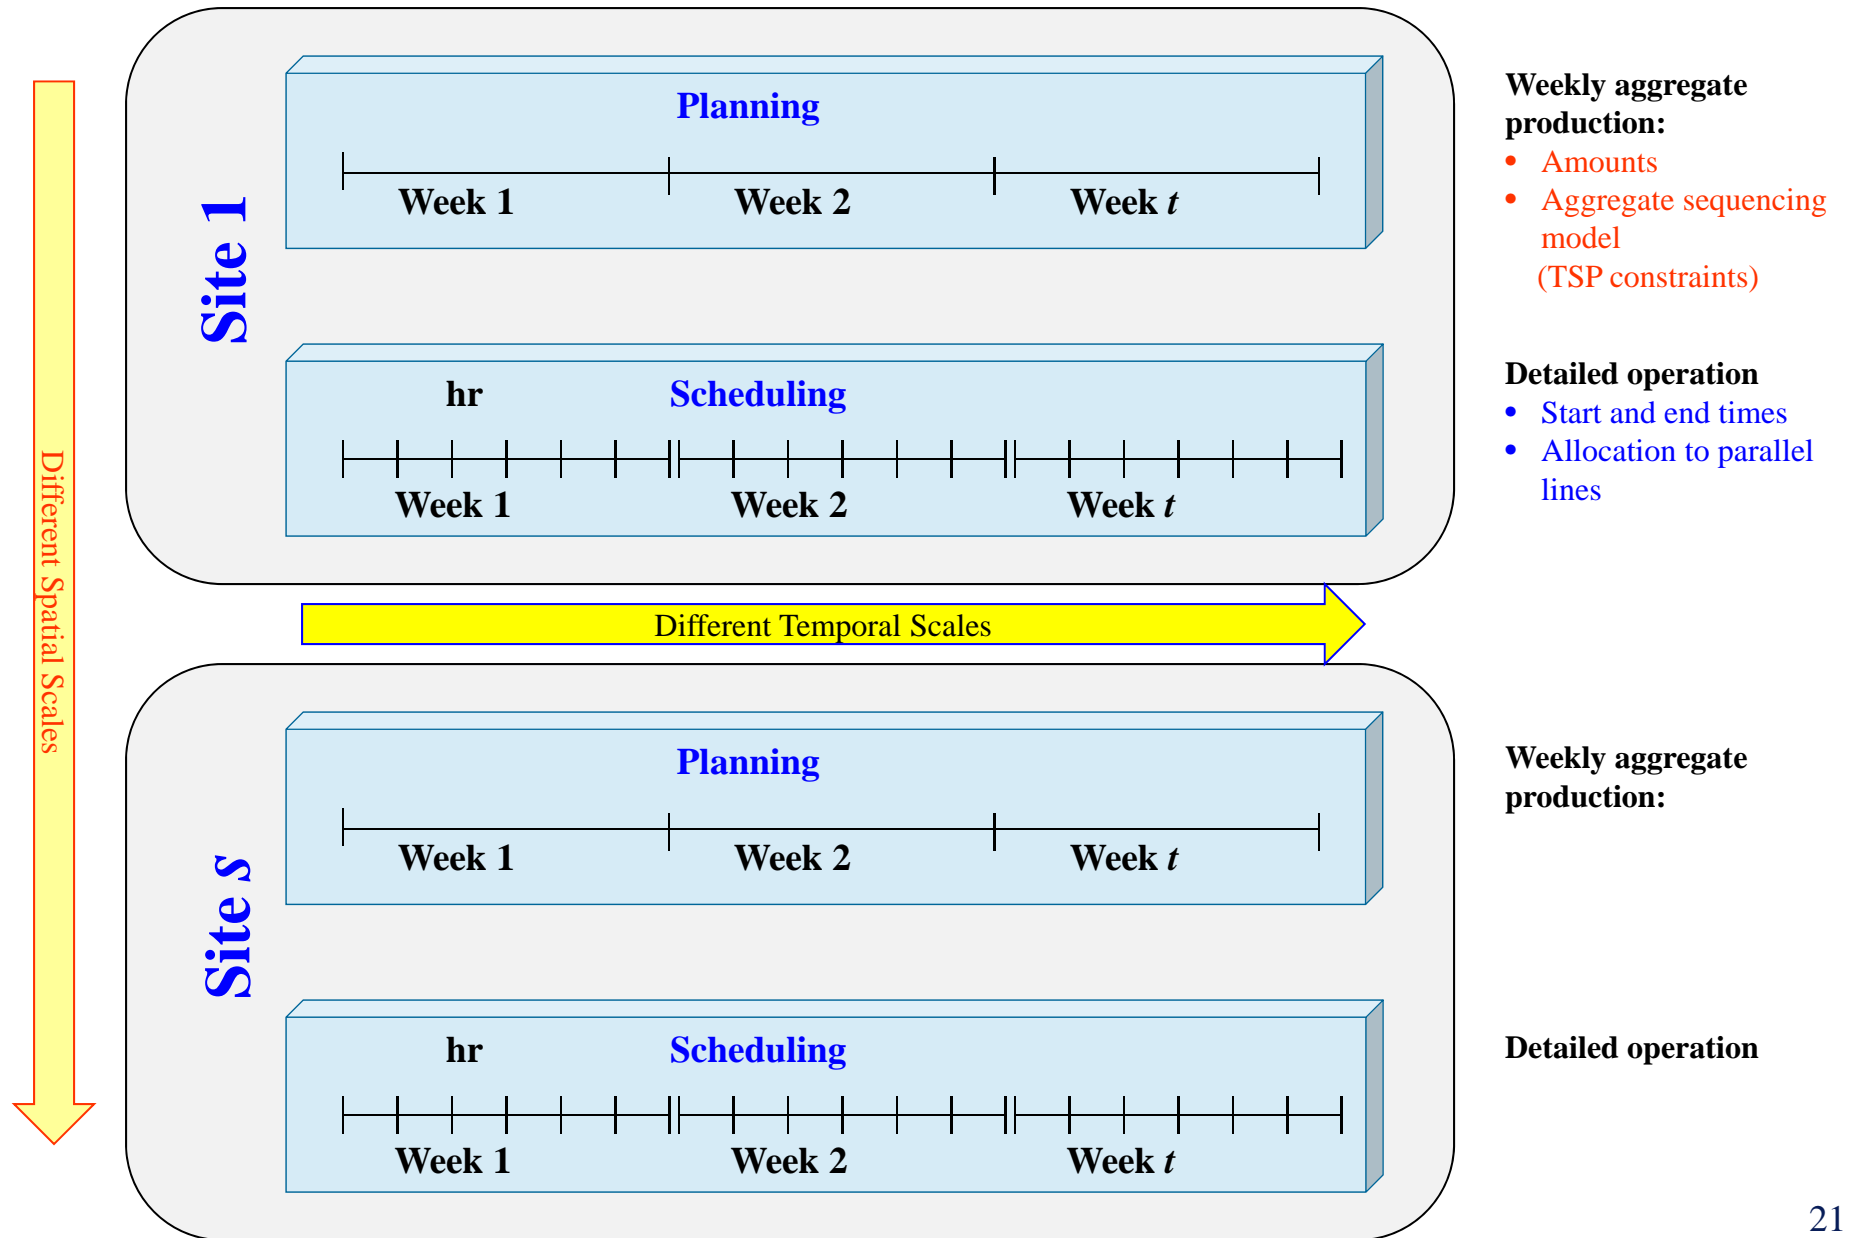 Different Spatial Scales
Site 1
Planning
Week 1 Week 2 Week t
hr Scheduling
Week 1 Week 2 Week t
Weekly aggregate
production:
• Amounts
• Aggregate sequencing
model
(TSP constraints)
Detailed operation
• Start and end times
• Allocation to parallel
lines
Different Temporal Scales
Site s
Planning
Week 1 Week 2 Week t
hr Scheduling
Week 1 Week 2 Week t
Weekly aggregate
production:
Detailed operation
21